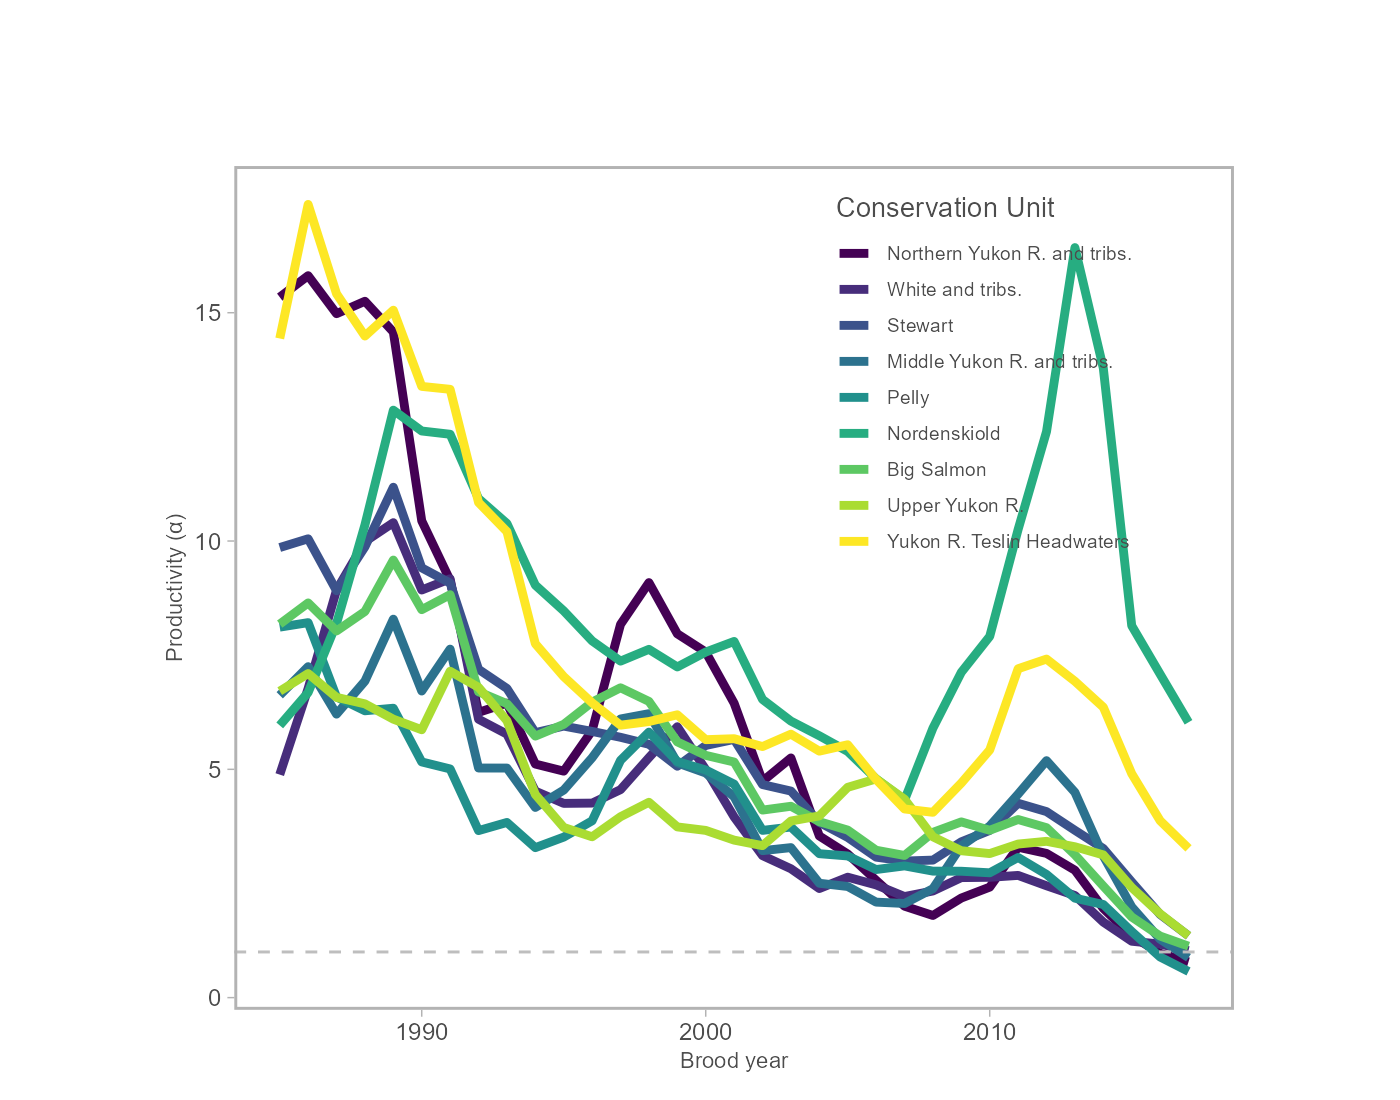 Conservation Unit
Northern Yukon R. and tribs.
White and tribs.
Stewart
Middle Yukon R. and tribs.
Pelly
Nordenskiold
Big Salmon
Upper Yukon R.
Yukon R. Teslin Headwaters
Productivity (α)
15
10
5
0
1990
2000
2010
Brood year